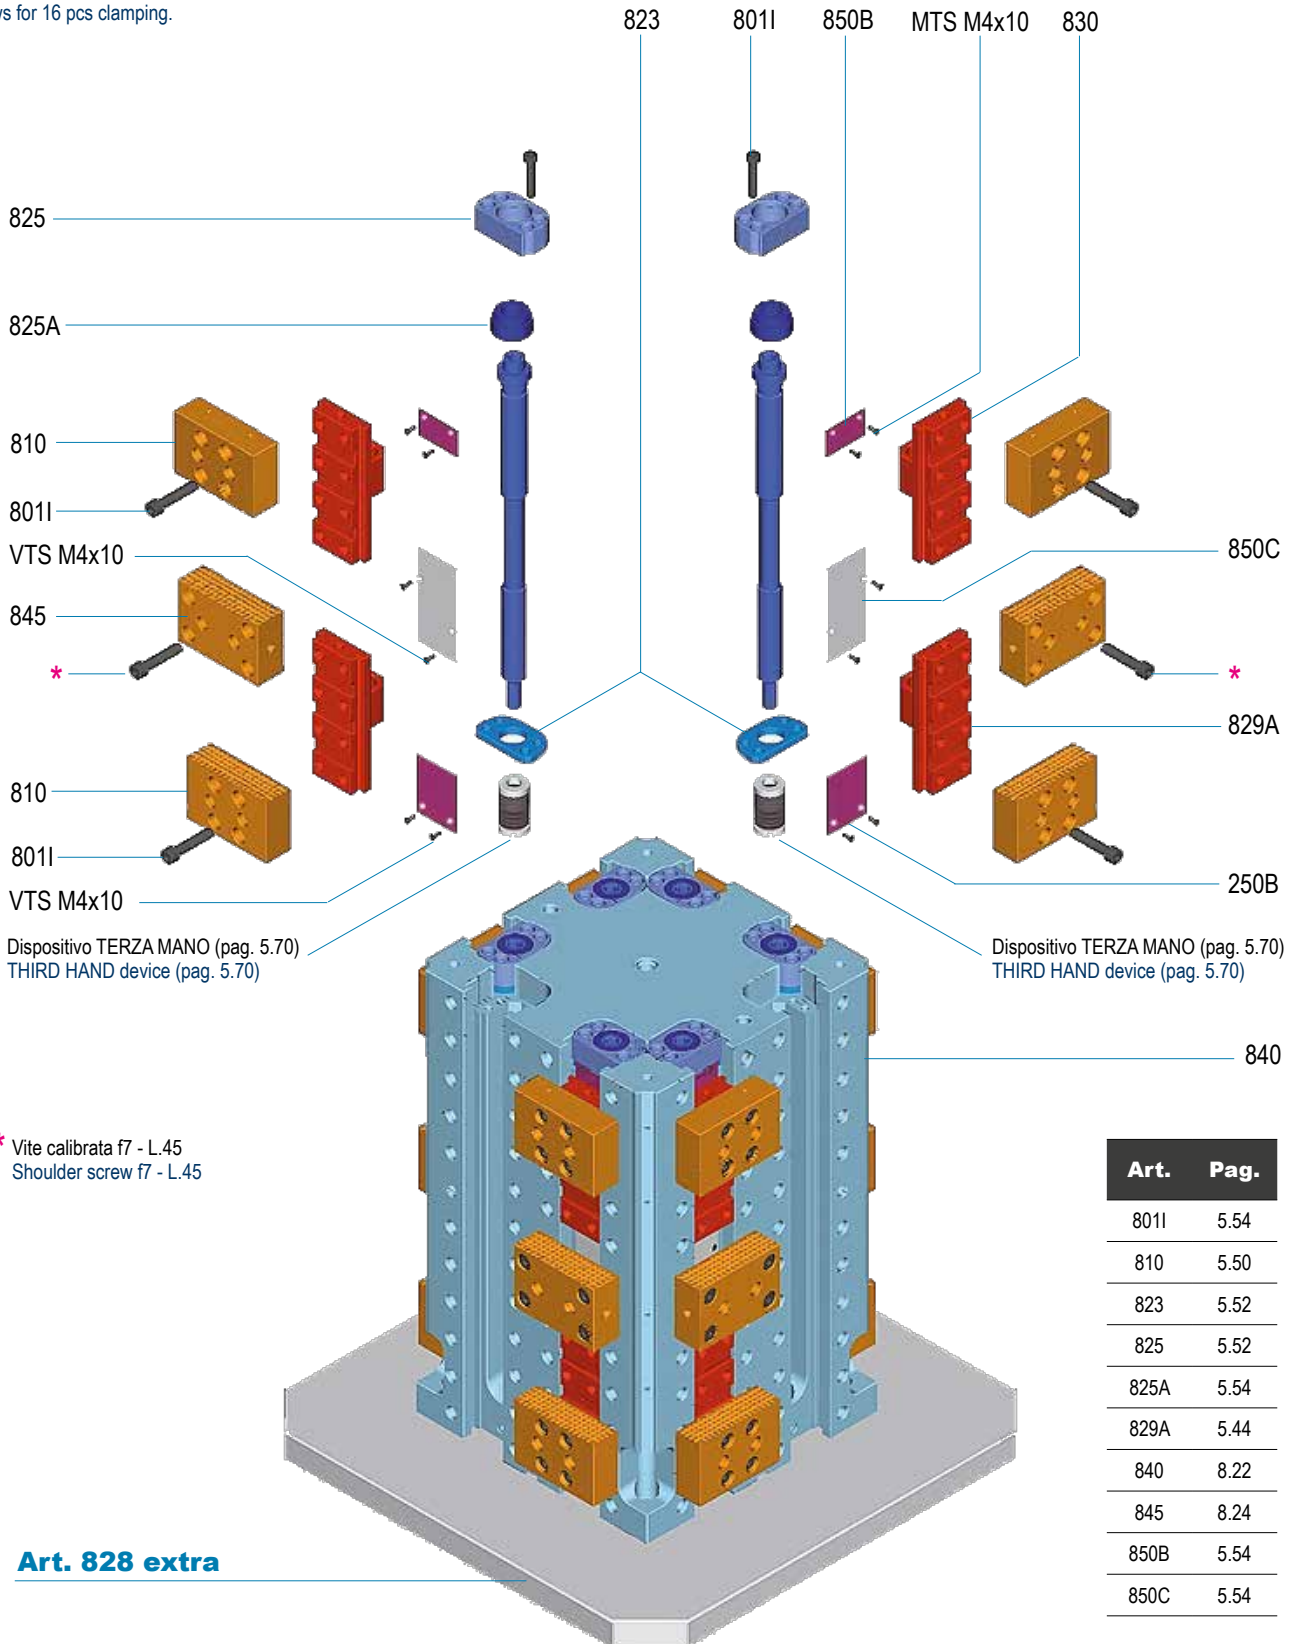 for 16 pcs clamping.
823
801I
850B
MTS M4x10
830
825
825A
810
801I
VTS M4x10
850C
845
*
*
829A
810
801I
VTS M4x10
250B
Dispositivo TERZA MANO (pag. 5.70)
THIRD HAND device (pag. 5.70)
Dispositivo TERZA MANO (pag. 5.70)
THIRD HAND device (pag. 5.70)
840
* Vite calibrata f7 - L.45
Shoulder screw f7 - L.45
Art. Pag.
801I 5.54
810 5.50
823 5.52
825 5.52
825A 5.54
829A 5.44
840 8.22
845 8.24
850B 5.54
850C 5.54
Art. 828 extra